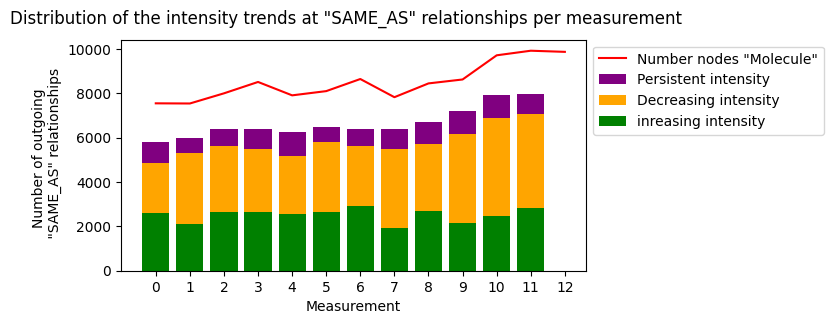 Distribution of the intensity trends at "SAME_AS" relationships per measurement
Number of outgoing
"SAME_AS" relationships
10000
8000
6000
4000
2000
0
0 1 2 3 4 5 6 7 8 9 10 11 12
Measurement
Number nodes "Molecule"
Persistent intensity
Decreasing intensity
inreasing intensity